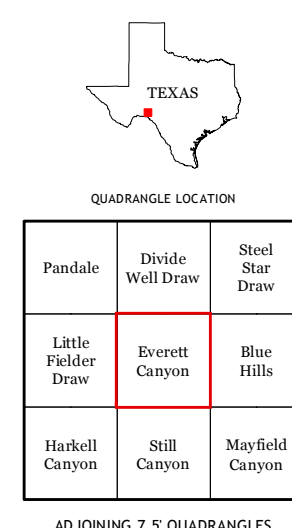 TEXAS
QUADRANGLE LOCATION
Pandale
Divide
Well Draw
Steel
Star
Draw
Little
Fielder
Draw
Everett
Canyon
Blue
Hills
Harkell
Canyon
Still
Canyon
Mayfield
Canyon
ADJOINING 7.5' QUADRANGLES